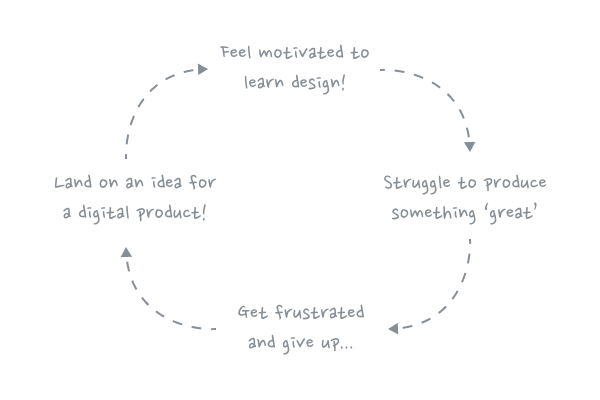 Feel motivated to
learn design!
Struggle to produce
something ‘great’
Get frustrated
and give up...
Land on an idea for
a digital product!